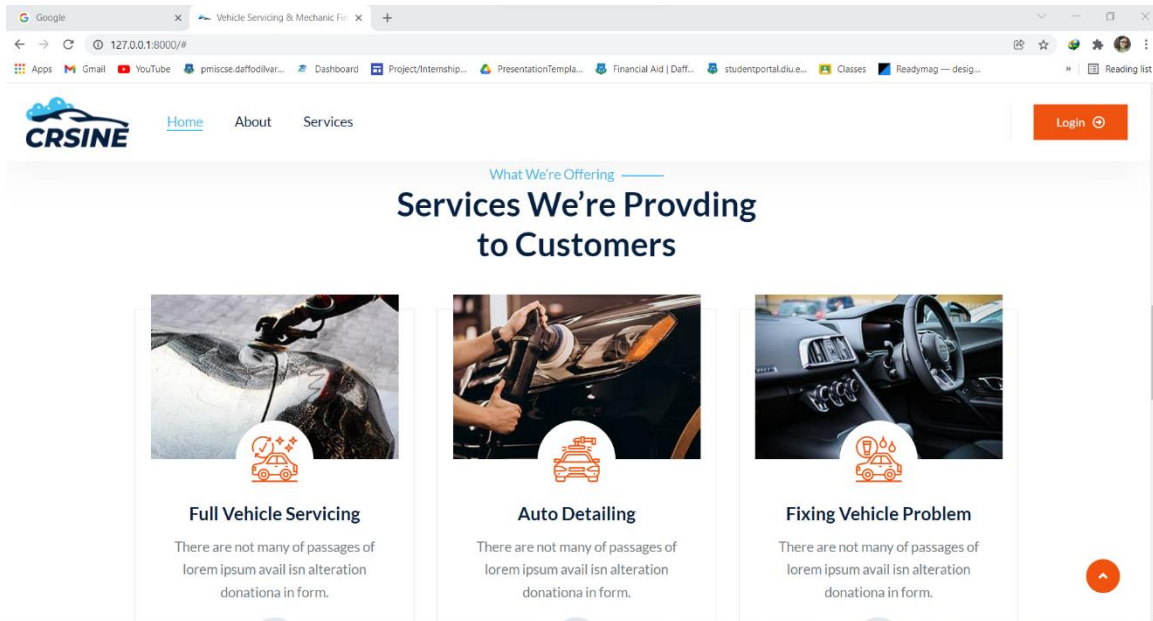 Google
Vehicle Servicing & Mechanic Fin
127.0.0.1:8000/#
Apps Gmail YouTube pmiscse.daffodilvar... Dashboard Project/Internship... PresentationTempla... Financial Aid | Daff... studentportal.diu.e... Classes Readymag — desig... » Reading list
CRSINE
Home About Services
Login
What We're Offering
Services We're Provding
to Customers
Full Vehicle Servicing
There are not many of passages of
lorem ipsum avail isn alteration
donationa in form.
Auto Detailing
There are not many of passages of
lorem ipsum avail isn alteration
donationa in form.
Fixing Vehicle Problem
There are not many of passages of
lorem ipsum avail isn alteration
donationa in form.